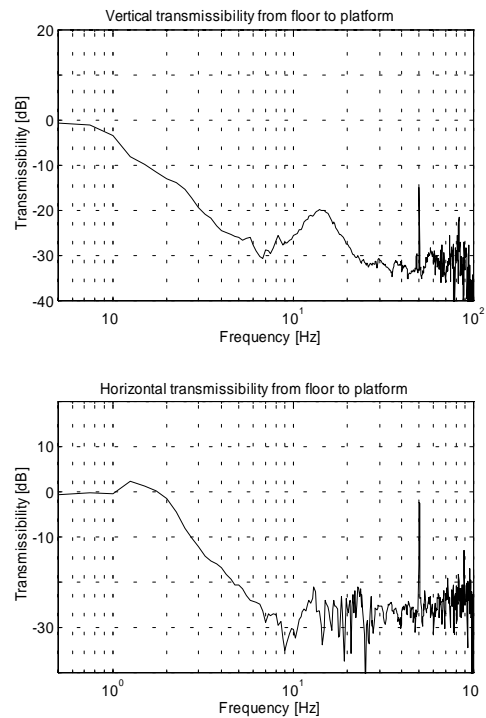 Vertical transmissibility from floor to platform
20
0
-10
-20
-30
-40
Transmissibility [dB]
10 10¹ 10²
Frequency [Hz]
Horizontal transmissibility from floor to platform
10
0
-10
-30
Transmissibility [dB]
10⁰ 10¹ 10
Frequency [Hz]